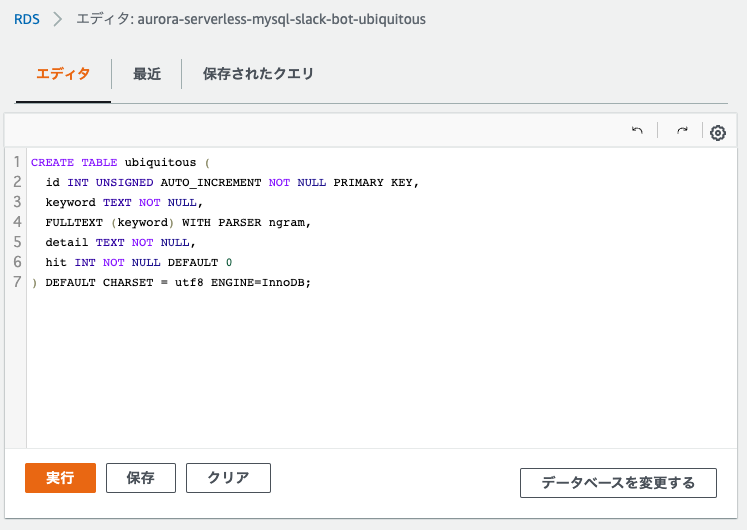 RDS > エディタ: aurora-serverless-mysql-slack-bot-ubiquitous
エディタ 最近 保存されたクエリ
1 CREATE TABLE ubiquitous (
2 id INT UNSIGNED AUTO_INCREMENT NOT NULL PRIMARY KEY,
3 keyword TEXT NOT NULL,
4 FULLTEXT (keyword) WITH PARSER ngram,
5 detail TEXT NOT NULL,
6 hit INT NOT NULL DEFAULT 0
7 ) DEFAULT CHARSET = utf8 ENGINE=InnoDB;
実行 保存 クリア データベースを変更する